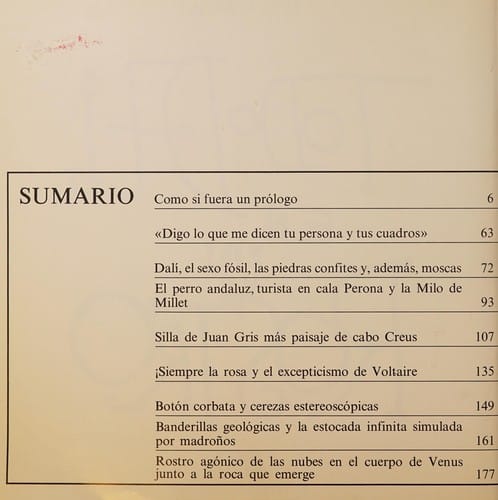 SUMARIO
Como si fuera un prólogo 6
«Digo lo que me dicen tu persona y tus cuadros» 63
Dalí, el sexo fósil, las piedras confites y, además, moscas 72
El perro andaluz, turista en cala Perona y la Milo de
Millet 93
Silla de Juan Gris más paisaje de cabo Creus 107
¡Siempre la rosa y el excepticismo de Voltaire 135
Botón corbata y cerezas estereoscópicas 149
Banderillas geológicas y la estocada infinita simulada
por madroños 161
Rostro agónico de las nubes en el cuerpo de Venus
junto a la roca que emerge 177